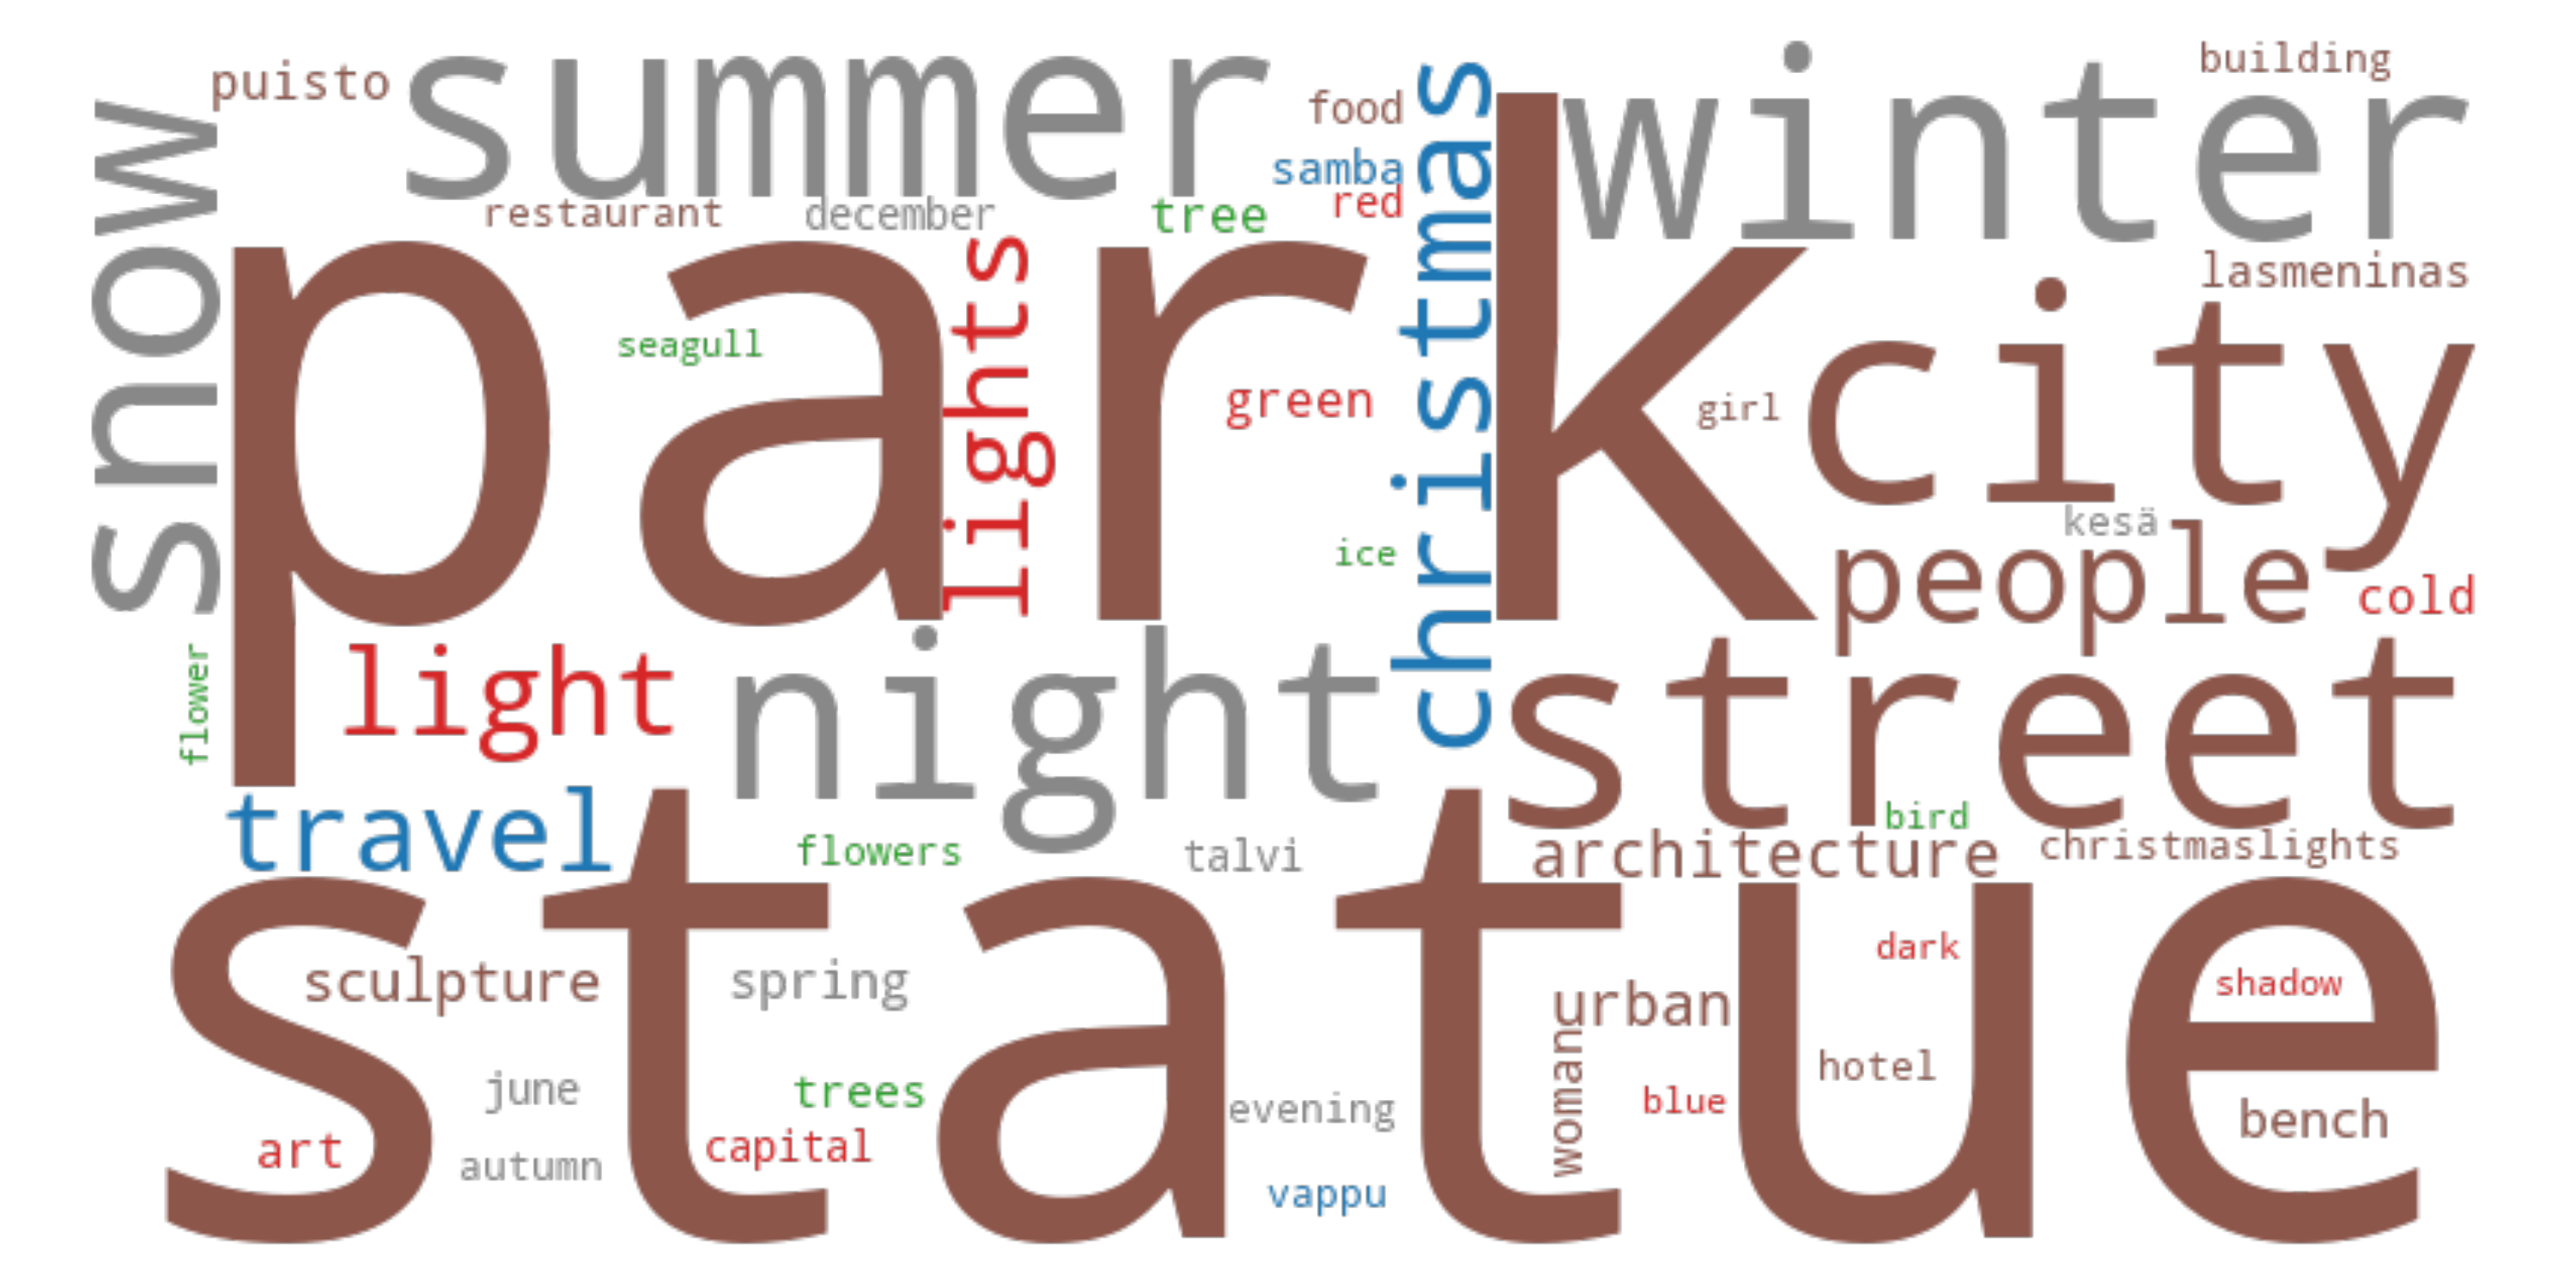 building
puisto
summer
winter
food
christmas
samba
snow
restaurant
december
tree
red
park
lights
lasmeninas
seagull
city
green
girl
kesä
ice
people
cold
flower
light
night
street
travel
bird
flowers
talvi
architecture
christmaslights
statue
dark
sculpture
spring
shadow
urban
woman
hotel
june
trees
blue
evening
bench
art
capital
autumn
vappu